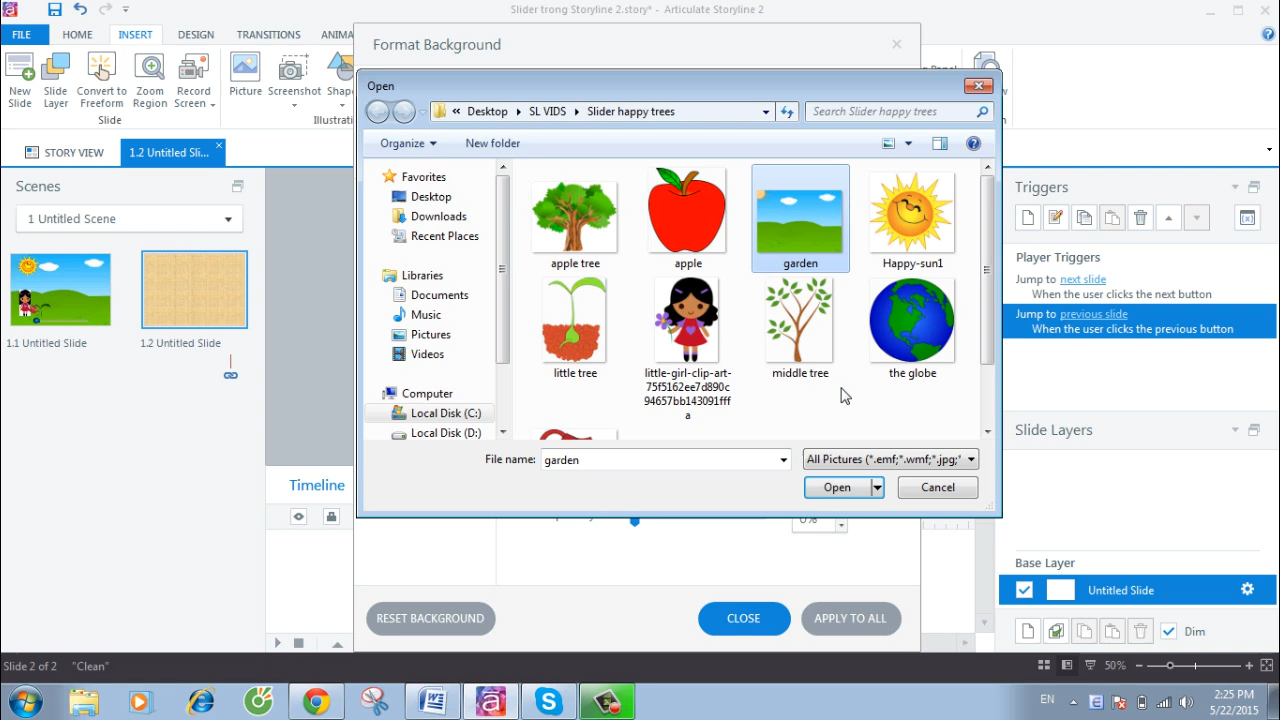 Slider trong Storyline 2.story* - Articulate Storyline 2
FILE
HOME
INSERT
DESIGN
TRANSITIONS
ANIMA
Format Background
New Slide
Slide Layer
Convert to Freeform
Zoom Region
Record Screen
Picture
Screenshot
Shap
Slide
Illustrati
STORY VIEW
1.2 Untitled Sli...
Scenes
1 Untitled Scene
1.1 Untitled Slide
1.2 Untitled Slide
Open
« Desktop
SL VIDS
Slider happy trees
Search Slider happy trees
Organize
New folder
Favorites
Desktop
Downloads
Recent Places
Libraries
Documents
Music
Pictures
Videos
Computer
Local Disk (C:)
Local Disk (D:)
apple tree
apple
garden
Happy-sun1
little tree
little-girl-clip-art-
75f5162ee7d890c
94657bb143091fff
a
middle tree
the globe
File name:
garden
All Pictures (*.emf;*.wmf;*.jpg;*
Open
Cancel
0%
RESET BACKGROUND
CLOSE
APPLY TO ALL
Timeline
Triggers
Player Triggers
Jump to next slide
When the user clicks the next button
Jump to previous slide
When the user clicks the previous button
Slide Layers
Base Layer
Untitled Slide
Dim
Slide 2 of 2
"Clean"
50%
EN
2:25 PM
5/22/2015